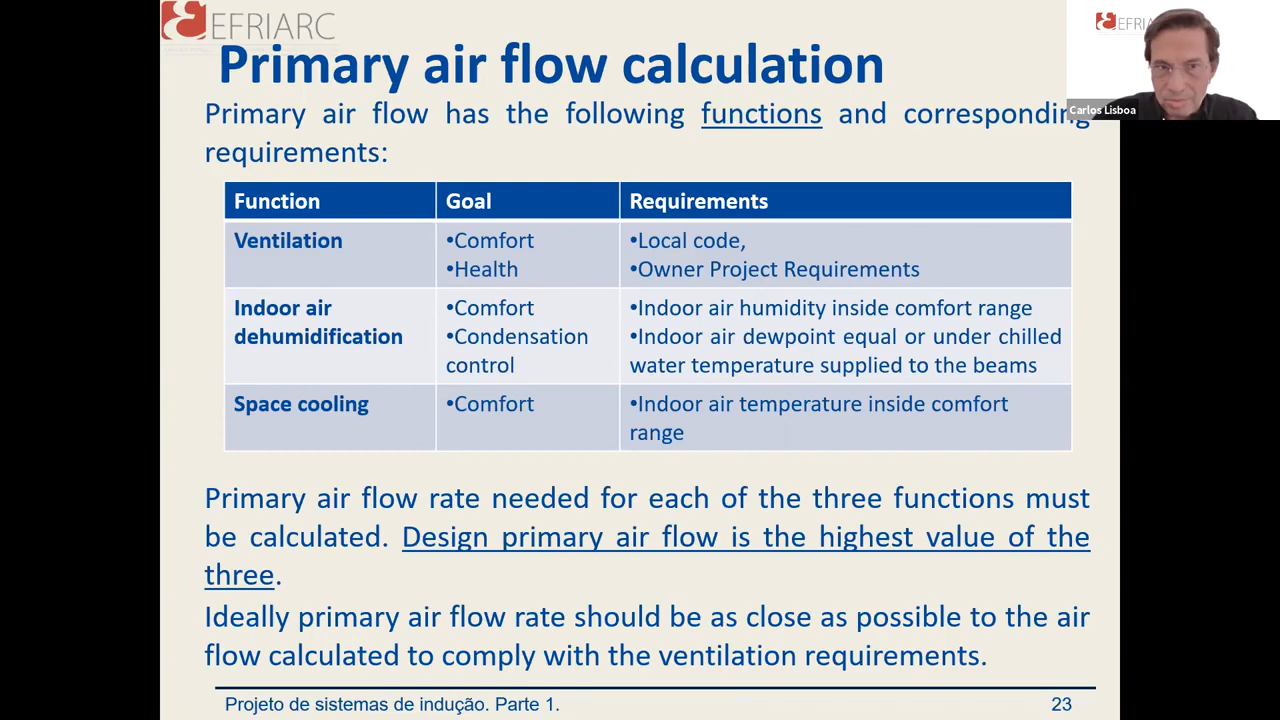 EFRIARC
Primary air flow calculation
Primary air flow has the following functions and corresponding
requirements:
Function Goal Requirements
Ventilation
•Comfort
•Health
•Local code,
•Owner Project Requirements
Indoor air
dehumidification
•Comfort
•Condensation
control
•Indoor air humidity inside comfort range
•Indoor air dewpoint equal or under chilled
water temperature supplied to the beams
Space cooling
•Comfort
•Indoor air temperature inside comfort
range
Primary air flow rate needed for each of the three functions must
be calculated. Design primary air flow is the highest value of the
three.
Ideally primary air flow rate should be as close as possible to the air
flow calculated to comply with the ventilation requirements.
Projeto de sistemas de indução. Parte 1. 23
Carlos Lisboa